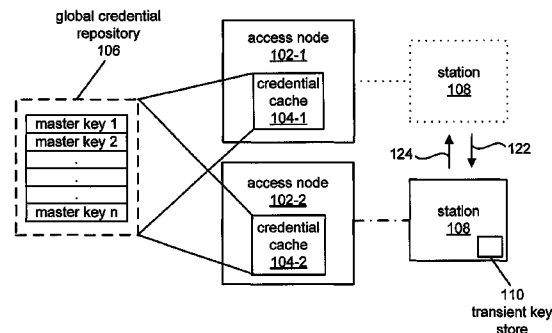 global credential
repository
106
master key 1
master key 2
.
.
.
master key n
access node
102-1
credential
cache
104-1
access node
102-2
credential
cache
104-2
station
108
124
122
station
108
110
transient key
store